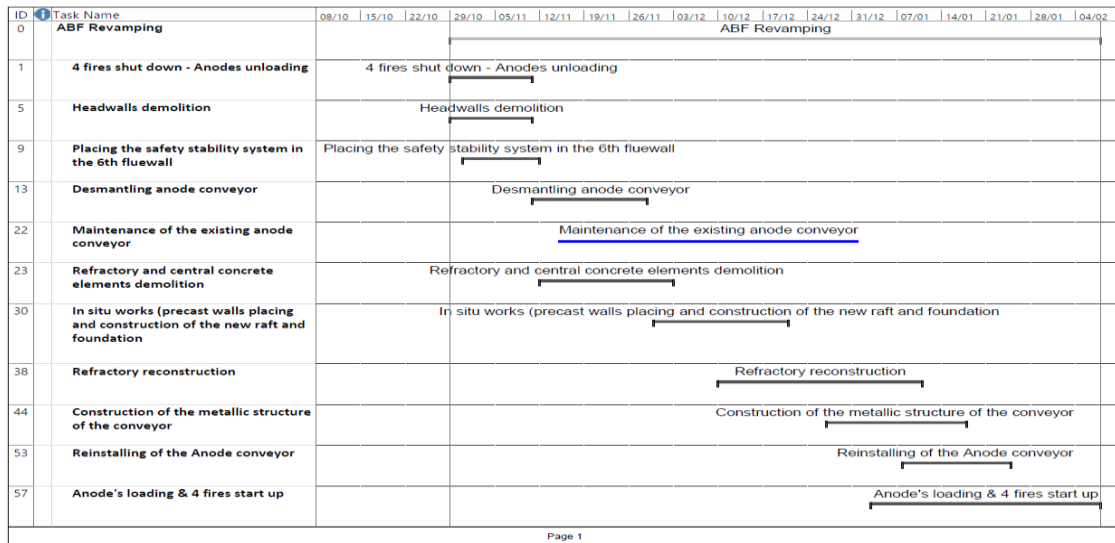 ID Task Name 08/10 15/10 22/10 29/10 05/11 12/11 19/11 26/11 03/12 10/12 17/12 24/12 31/12 07/01 14/01 21/01 28/01 04/02
0 ABF Revamping ABF Revamping
1 4 fires shut down - Anodes unloading 4 fires shut down - Anodes unloading
5 Headwalls demolition Headwalls demolition
9 Placing the safety stability system in Placing the safety stability system in the 6th fluewall
the 6th fluewall
13 Desmantling anode conveyor Desmantling anode conveyor
22 Maintenance of the existing anode Maintenance of the existing anode conveyor
conveyor
23 Refractory and central concrete Refractory and central concrete elements demolition
elements demolition
30 In situ works (precast walls placing In situ works (precast walls placing and construction of the new raft and foundation
and construction of the new raft and
foundation
38 Refractory reconstruction Refractory reconstruction
44 Construction of the metallic structure Construction of the metallic structure of the conveyor
of the conveyor
53 Reinstalling of the Anode conveyor Reinstalling of the Anode conveyor
57 Anode's loading & 4 fires start up Anode's loading & 4 fires start up
Page 1